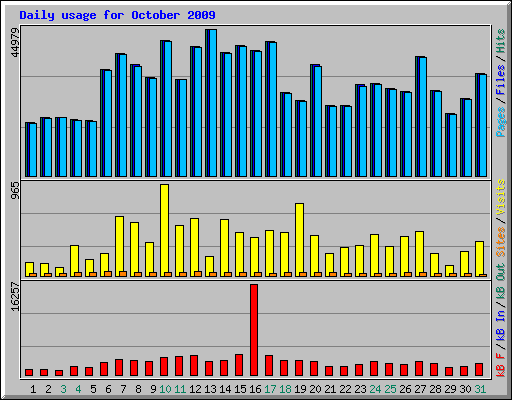 Daily usage for October 2009
44979
Pages / Files / Hits
965
Sites / Visits
16257
kB F / kB In / kB Out
1 2 3 4 5 6 7 8 9 10 11 12 13 14 15 16 17 18 19 20 21 22 23 24 25 26 27 28 29 30 31